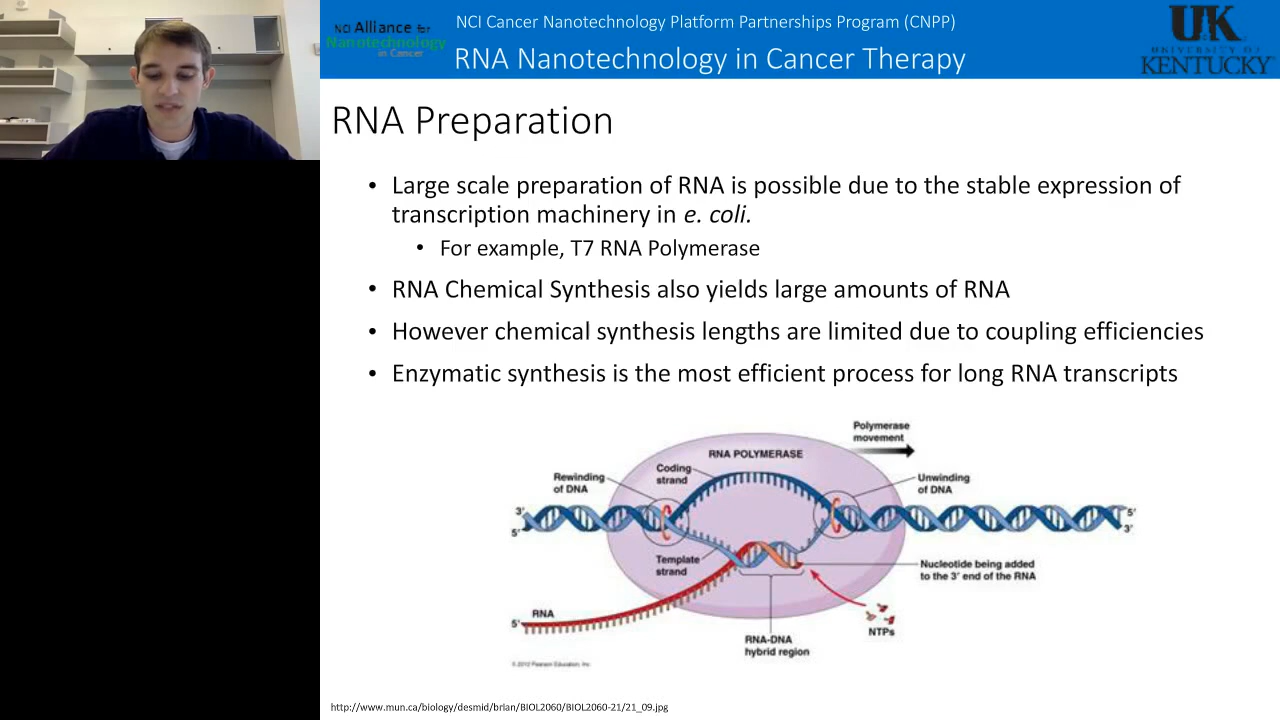 NCI Alliance for
Nanotechnology
in Cancer
NCI Cancer Nanotechnology Platform Partnerships Program (CNPP)
RNA Nanotechnology in Cancer Therapy
UK
UNIVERSITY OF
KENTUCKY
RNA Preparation
• Large scale preparation of RNA is possible due to the stable expression of
transcription machinery in e. coli.
• For example, T7 RNA Polymerase
• RNA Chemical Synthesis also yields large amounts of RNA
• However chemical synthesis lengths are limited due to coupling efficiencies
• Enzymatic synthesis is the most efficient process for long RNA transcripts
Polymerase
movement
RNA POLYMERASE
Coding
strand
Rewinding
of DNA
Unwinding
of DNA
3'
5'
5'
3'
Template
strand
Nucleotide being added
to the 3' end of the RNA
RNA
5'
NTPs
RNA-DNA
hybrid region
© 2012 Pearson Education, Inc.
http://www.mun.ca/biology/desmid/brian/BIOL2060/BIOL2060-21/21_09.jpg